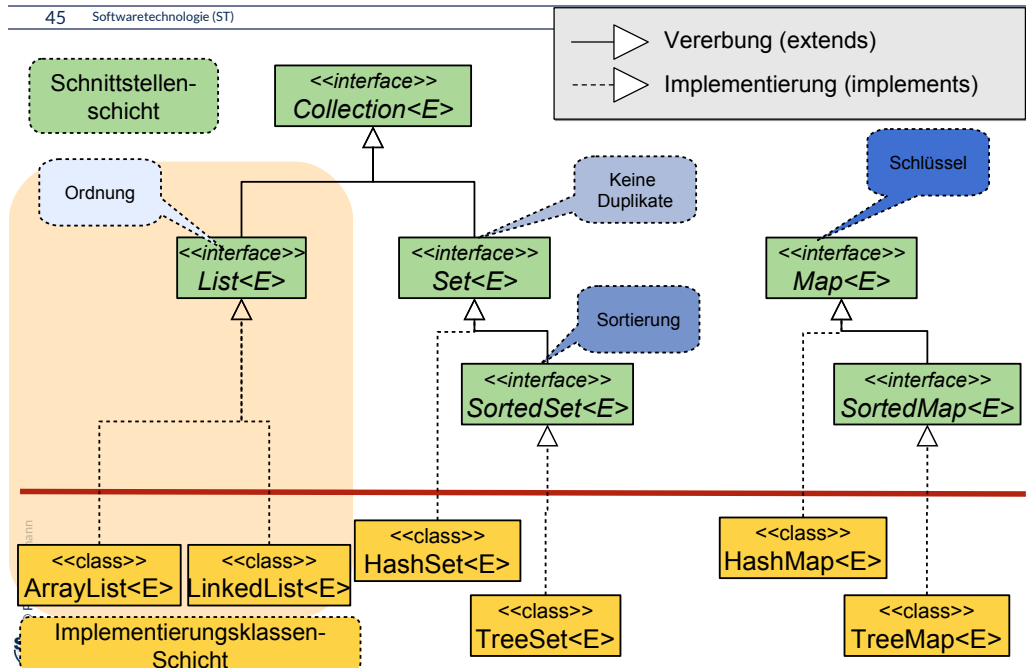 45 Softwaretechnologie (ST)
Vererbung (extends)
Implementierung (implements)
Schnittstellen-
schicht
<<interface>>
Collection<E>
Ordnung
Keine
Duplikate
Schlüssel
<<interface>>
List<E>
<<interface>>
Set<E>
<<interface>>
Map<E>
Sortierung
<<interface>>
SortedSet<E>
<<interface>>
SortedMap<E>
<<class>>
ArrayList<E>
<<class>>
LinkedList<E>
<<class>>
HashSet<E>
<<class>>
HashMap<E>
<<class>>
TreeSet<E>
<<class>>
TreeMap<E>
Implementierungsklassen-
Schicht